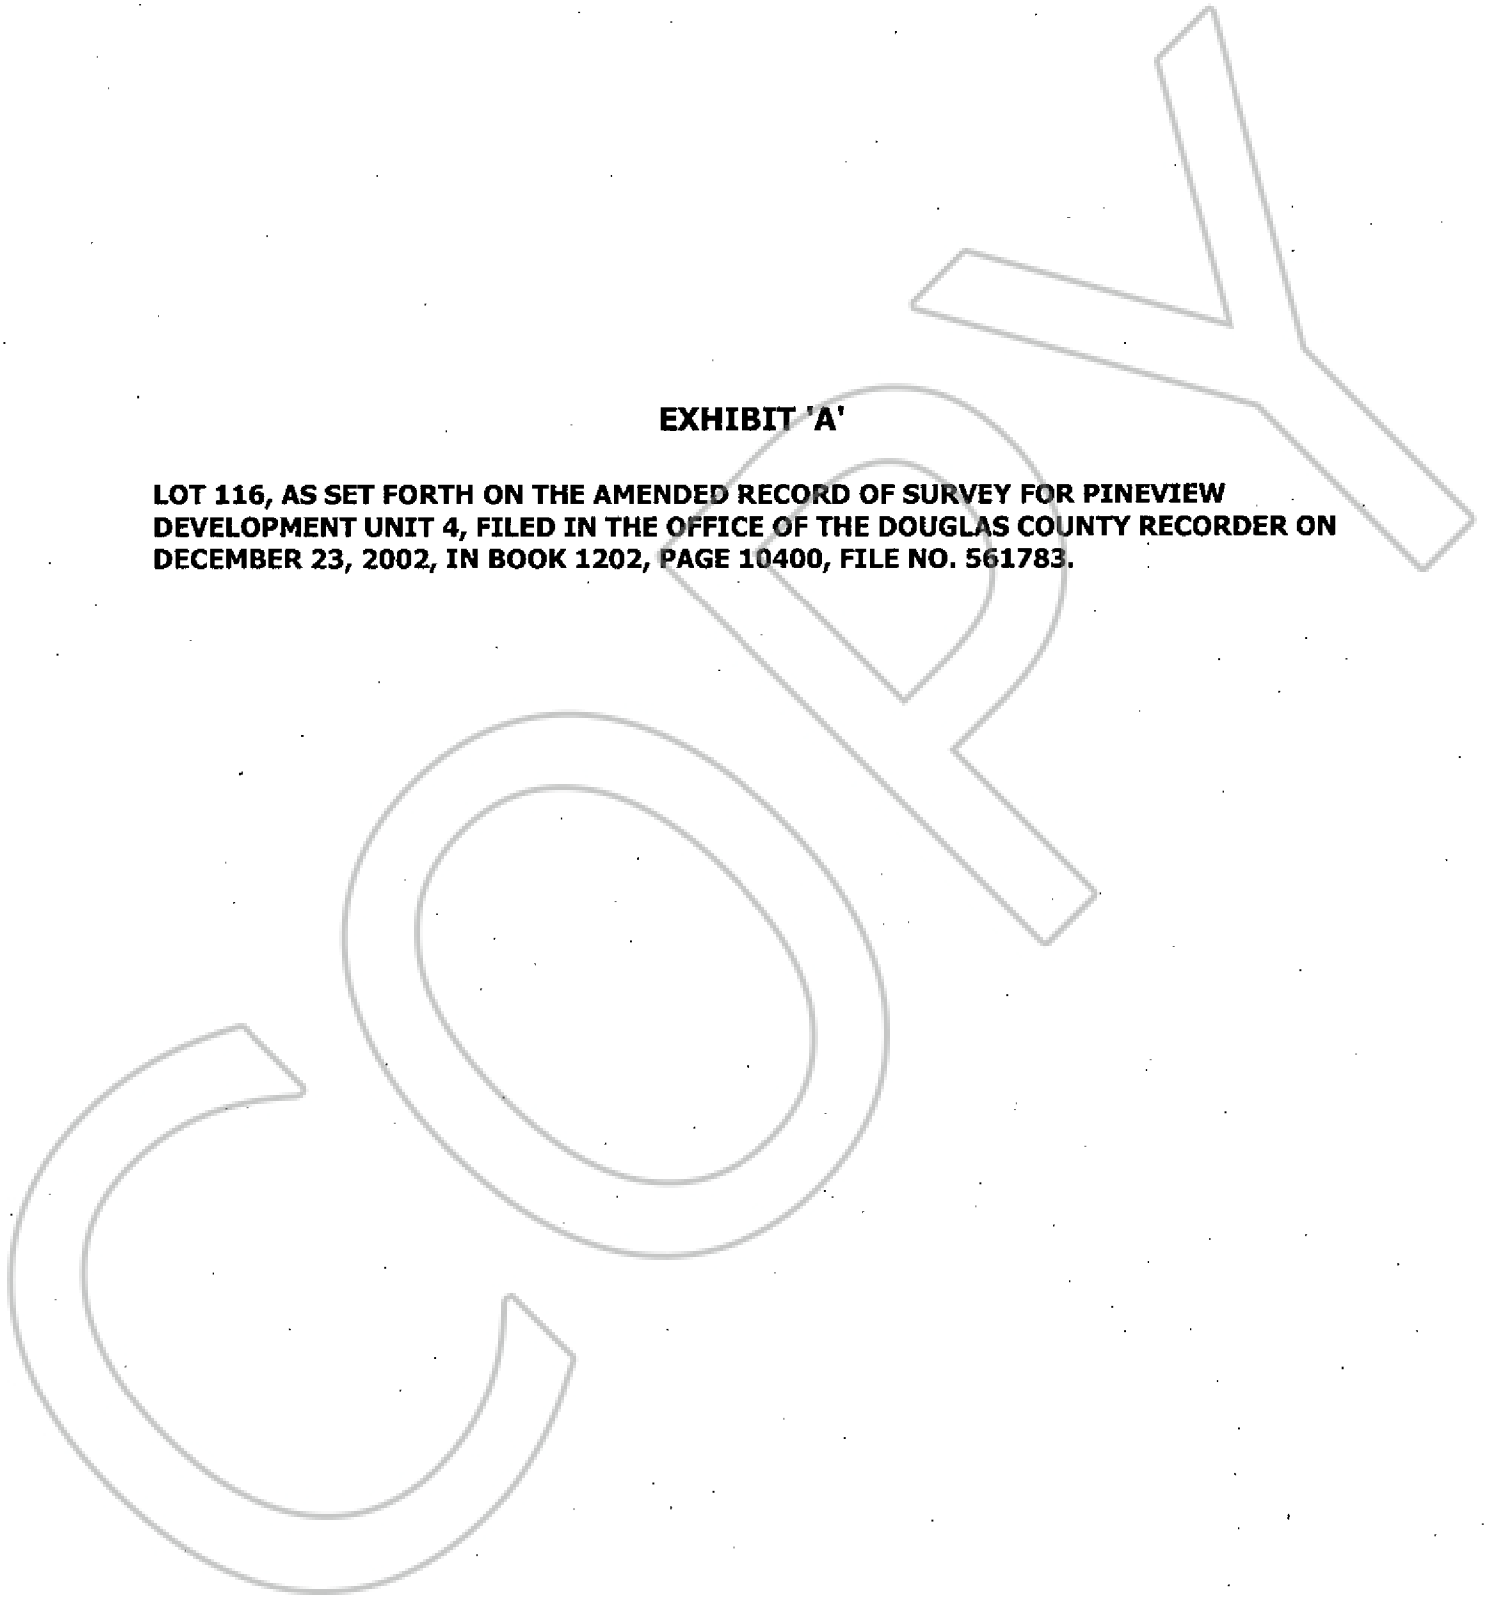 EXHIBIT 'A'
LOT 116, AS SET FORTH ON THE AMENDED RECORD OF SURVEY FOR PINEVIEW
DEVELOPMENT UNIT 4, FILED IN THE OFFICE OF THE DOUGLAS COUNTY RECORDER ON
DECEMBER 23, 2002, IN BOOK 1202, PAGE 10400, FILE NO. 561783.
COPY